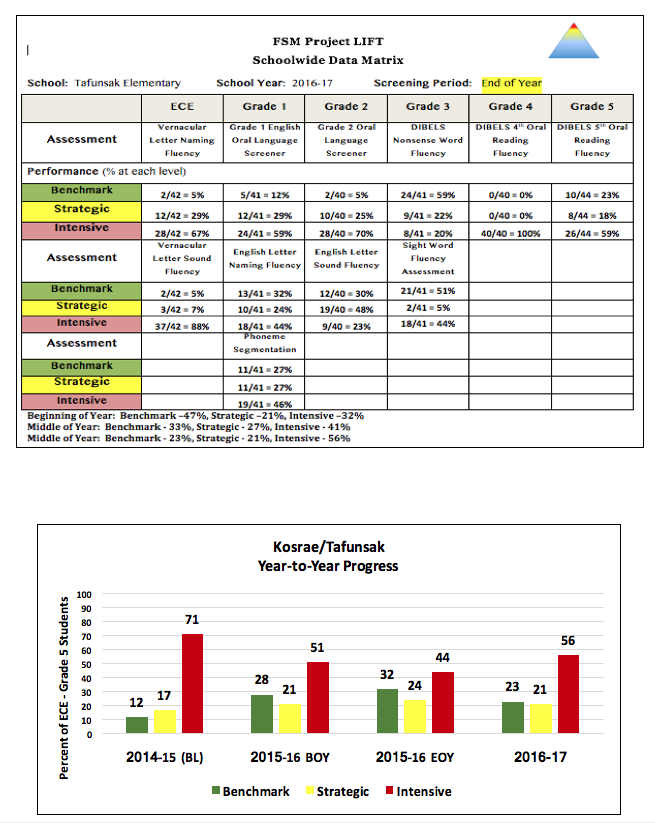 FSM Project LIFT
Schoolwide Data Matrix
School: Tafunsak Elementary School Year: 2016-17 Screening Period: End of Year
ECE Grade 1 Grade 2 Grade 3 Grade 4 Grade 5
Assessment Vernacular Letter Naming Fluency Grade 1 English Oral Language Screener Grade 2 Oral Language Screener DIBELS Nonsense Word Fluency DIBELS 4th Oral Reading Fluency DIBELS 5th Oral Reading Fluency
Performance (% at each level)
Benchmark 2/42 = 5% 5/41 = 12% 2/40 = 5% 24/41 = 59% 0/40 = 0% 10/44 = 23%
Strategic 12/42 = 29% 12/41 = 29% 10/40 = 25% 9/41 = 22% 0/40 = 0% 8/44 = 18%
Intensive 28/42 = 67% 24/41 = 59% 28/40 = 70% 8/41 = 20% 40/40 = 100% 26/44 = 59%
Assessment Vernacular Letter Sound Fluency English Letter Naming Fluency English Letter Sound Fluency Sight Word Fluency Assessment
Benchmark 2/42 = 5% 13/41 = 32% 12/40 = 30% 21/41 = 51%
Strategic 3/42 = 7% 10/41 = 24% 19/40 = 48% 2/41 = 5%
Intensive 37/42 = 88% 18/41 = 44% 9/40 = 23% 18/41 = 44%
Assessment Phoneme Segmentation
Benchmark 11/41 = 27%
Strategic 11/41 = 27%
Intensive 19/41 = 46%
Beginning of Year: Benchmark –47%, Strategic –21%, Intensive –32%
Middle of Year: Benchmark - 33%, Strategic - 27%, Intensive - 41%
Middle of Year: Benchmark - 23%, Strategic - 21%, Intensive - 56%
Kosrae/Tafunsak
Year-to-Year Progress
Percent of ECE - Grade 5 Students
100
90
80
70
60
50
40
30
20
10
0
12 17 71
28 21 51
32 24 44
23 21 56
2014-15 (BL) 2015-16 BOY 2015-16 EOY 2016-17
Benchmark Strategic Intensive